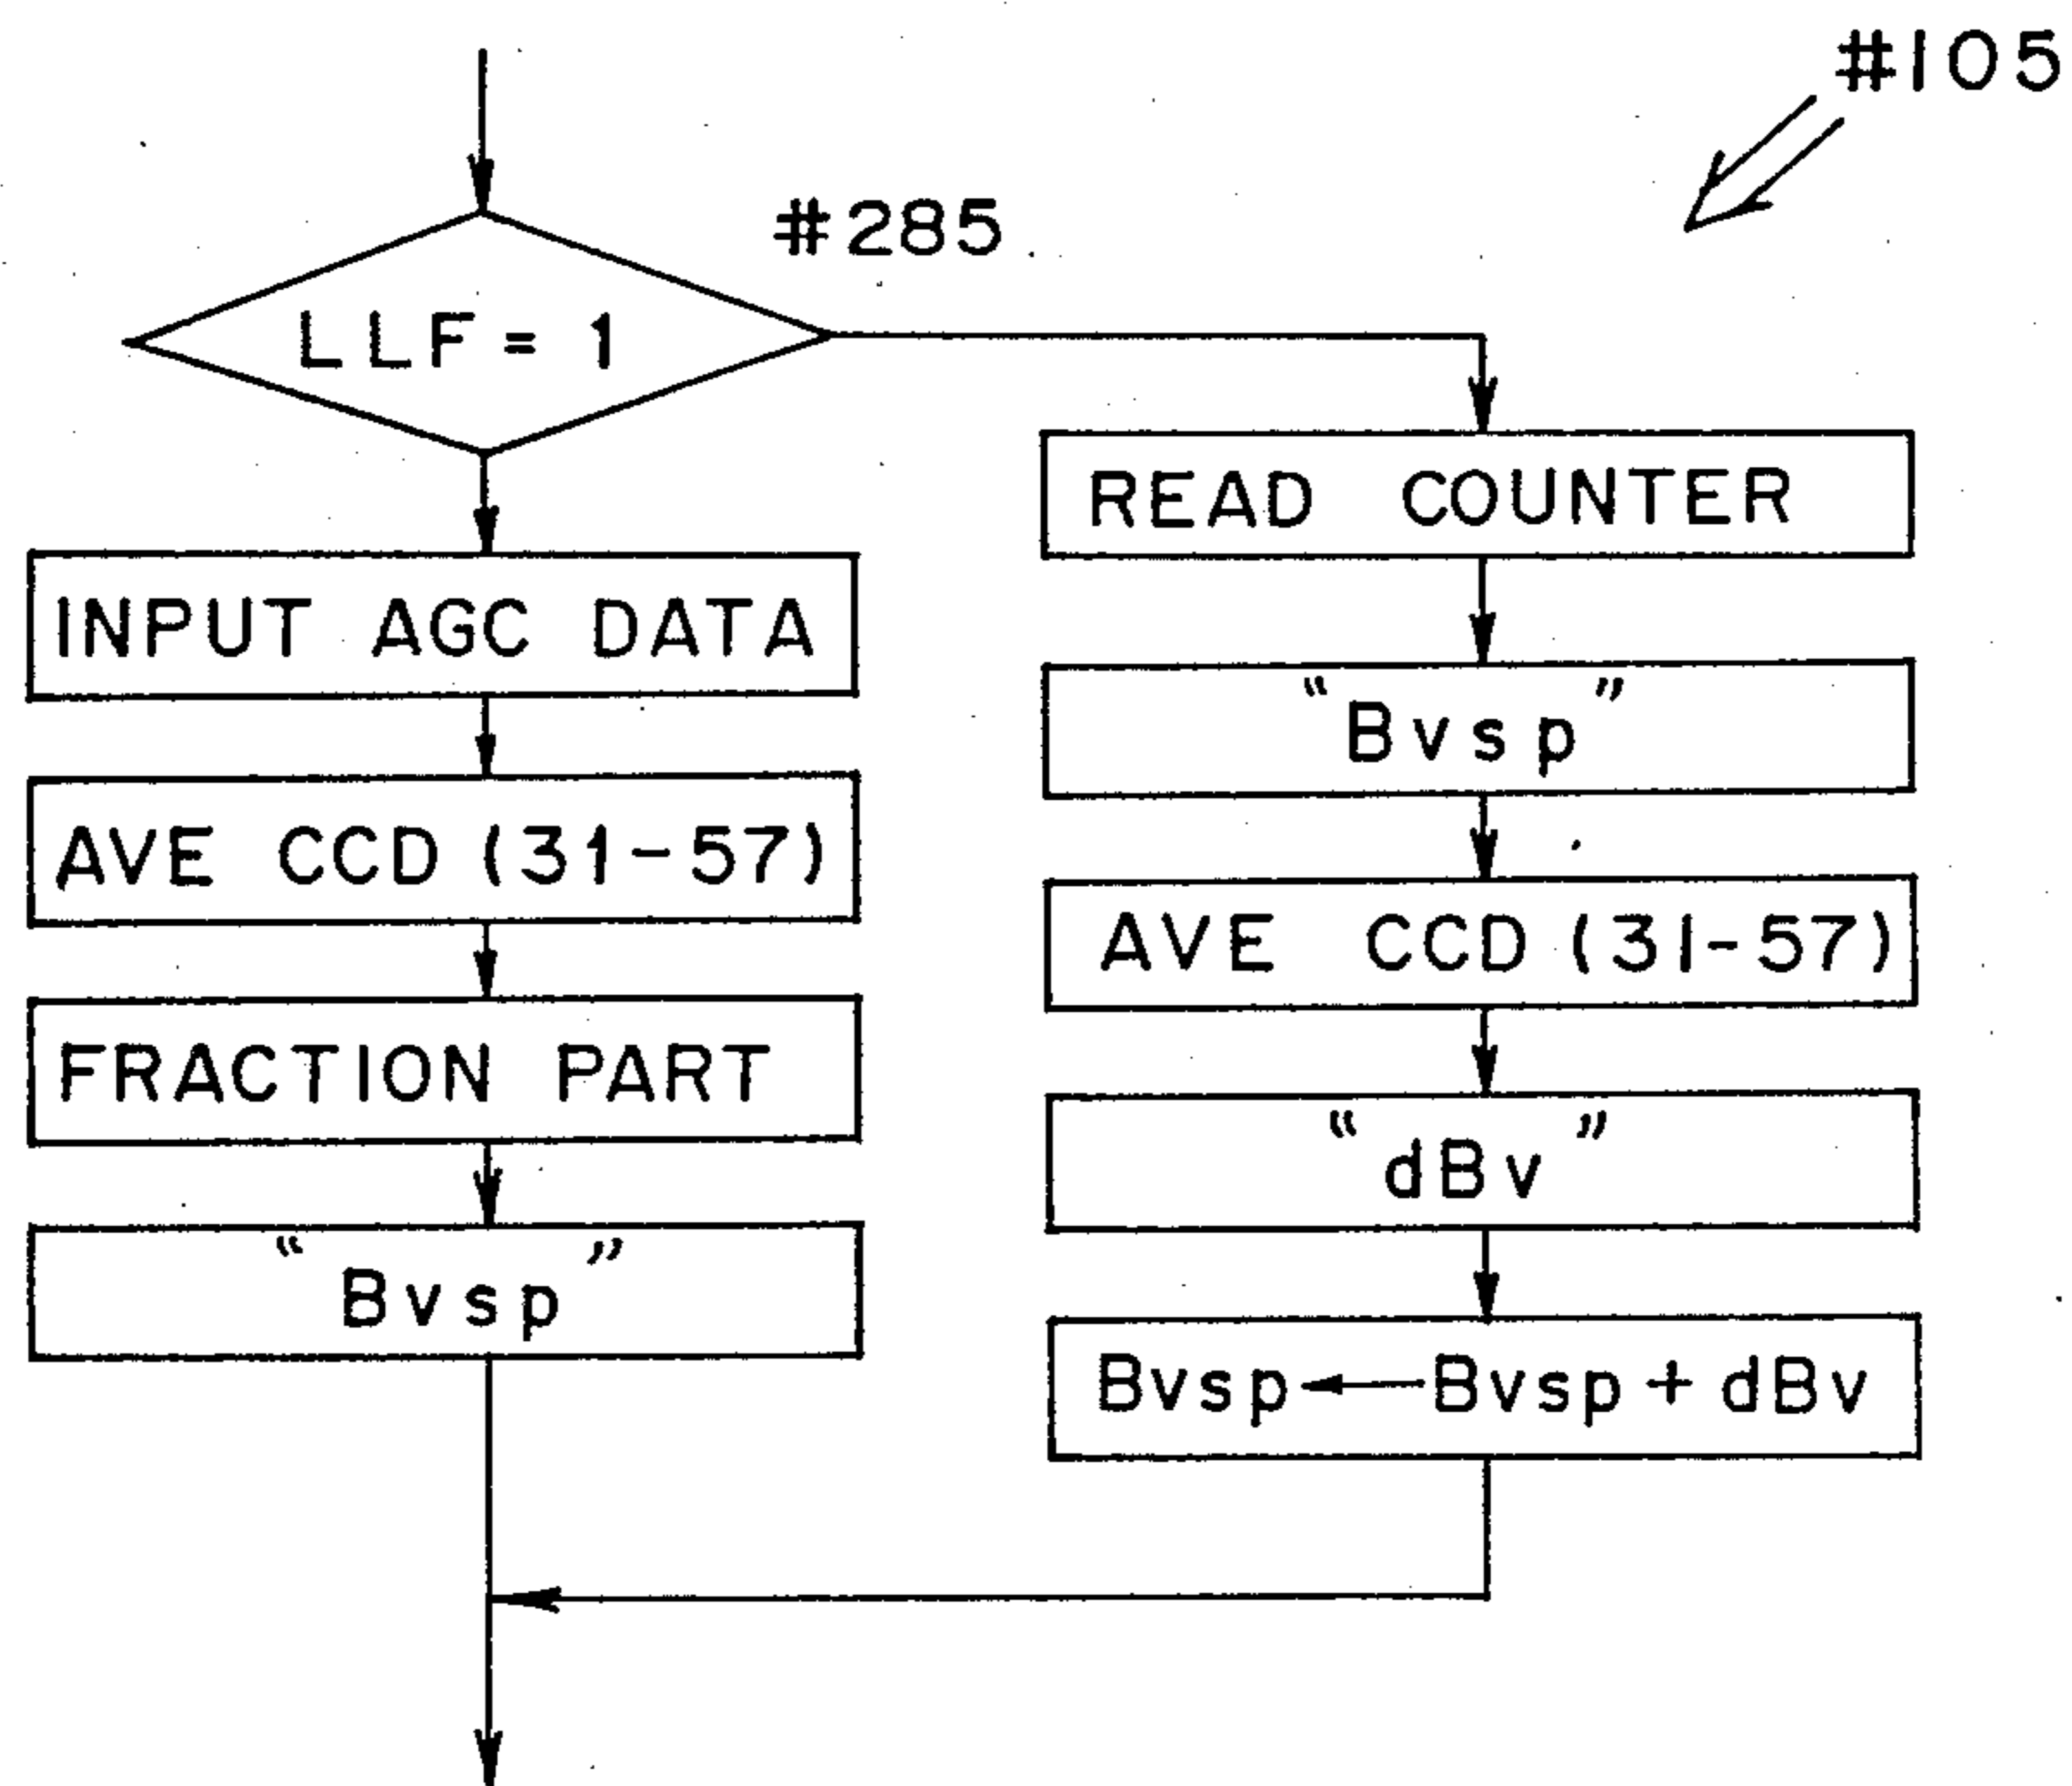 #105
#285
LLF = 1
INPUT AGC DATA
AVE CCD (31-57)
FRACTION PART
“Bvsp”
READ COUNTER
“Bvsp”
AVE CCD (31-57)
“dBv”
Bvsp←Bvsp + dBv